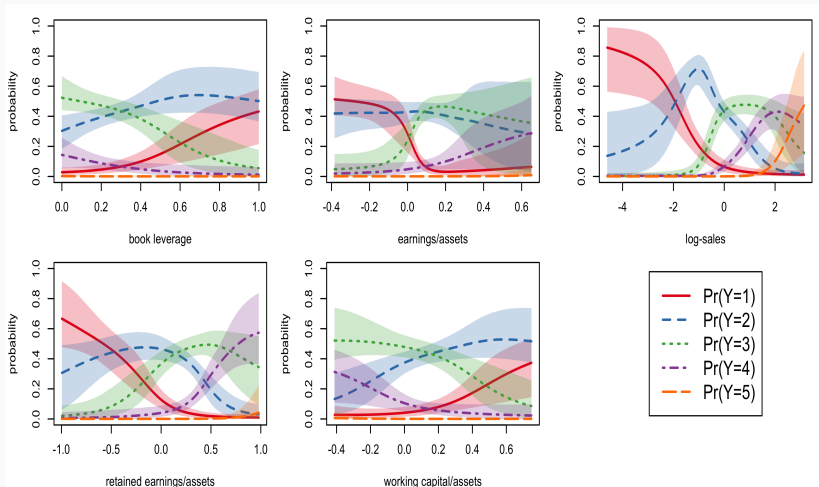 probability
0.0 0.2 0.4 0.6 0.8 1.0
0.0 0.2 0.4 0.6 0.8 1.0
book leverage
probability
0.0 0.2 0.4 0.6 0.8 1.0
-0.4 -0.2 0.0 0.2 0.4 0.6
earnings/assets
probability
0.0 0.2 0.4 0.6 0.8 1.0
-4 -2 0 2
log-sales
probability
0.0 0.2 0.4 0.6 0.8 1.0
-1.0 -0.5 0.0 0.5 1.0
retained earnings/assets
probability
0.0 0.2 0.4 0.6 0.8 1.0
-0.4 -0.2 0.0 0.2 0.4 0.6
working capital/assets
Pr(Y=1)
Pr(Y=2)
Pr(Y=3)
Pr(Y=4)
Pr(Y=5)